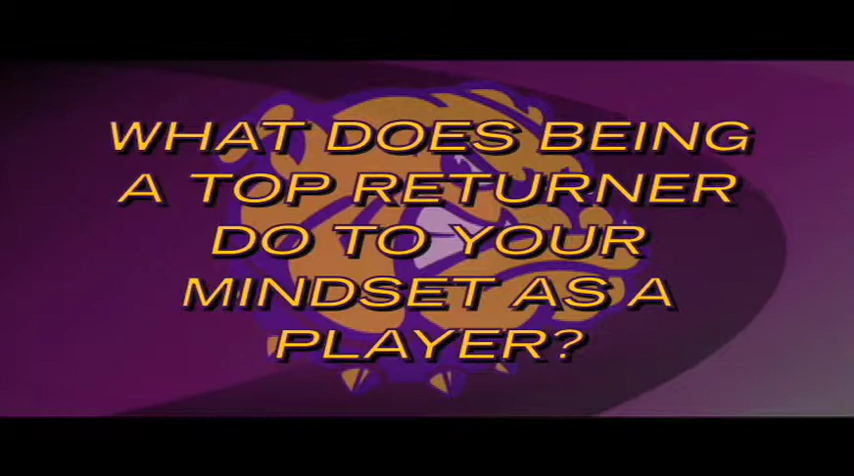 WHAT DOES BEING
A TOP RETURNER
DO TO YOUR
MINDSET AS A
PLAYER?